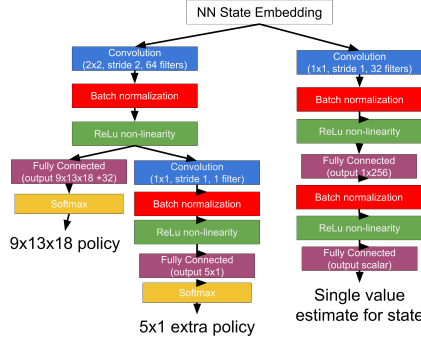 NN State Embedding
Convolution
(2x2, stride 2, 64 filters)
Batch normalization
ReLu non-linearity
Fully Connected
(output 9x13x18 +32)
Softmax
9x13x18 policy
Convolution
(1x1, stride 1, 1 filter)
Batch normalization
ReLu non-linearity
Fully Connected
(output 5x1)
Softmax
5x1 extra policy
Convolution
(1x1, stride 1, 32 filters)
Batch normalization
ReLu non-linearity
Fully Connected
(output 1x256)
Batch normalization
ReLu non-linearity
Fully Connected
(output scalar)
Single value
estimate for state